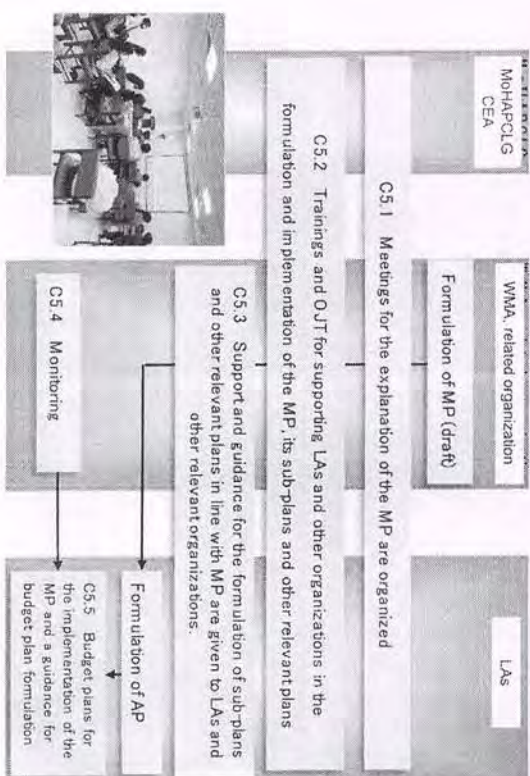 MoHAPCLG
CEA
WMA, related organization
LAs
Formulation of MP (draft)
C5.1 Meetings for the explanation of the MP are organized
C5.2 Trainings and OJT for supporting LAs and other organizations in the
formulation and implementation of the MP, its sub-plans and other relevant plans
C5.3 Support and guidance for the formulation of sub-plans
and other relevant plans in line with MP are given to LAs and
other relevant organizations.
Formulation of AP
C5.4 Monitoring
C5.5 Budget plans for
the implementation of the
MP and a guidance for
budget plan formulation